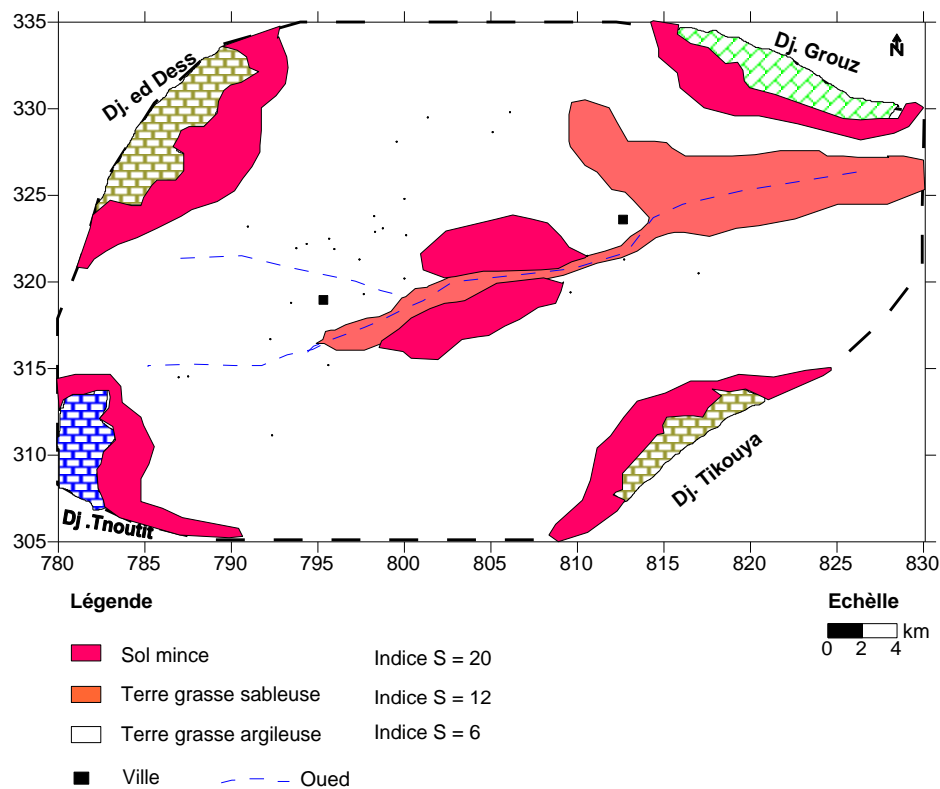 335
330
325
320
315
310
305
780 785 790 795 800 805 810 815 820 825 830
Dj. ed Dess
Dj. Grouz
N
Dj. Tikouya
Dj .Tnoutit
Légende
Echèlle
km
0 2 4
Sol mince Indice S = 20
Terre grasse sableuse Indice S = 12
Terre grasse argileuse Indice S = 6
Ville Oued